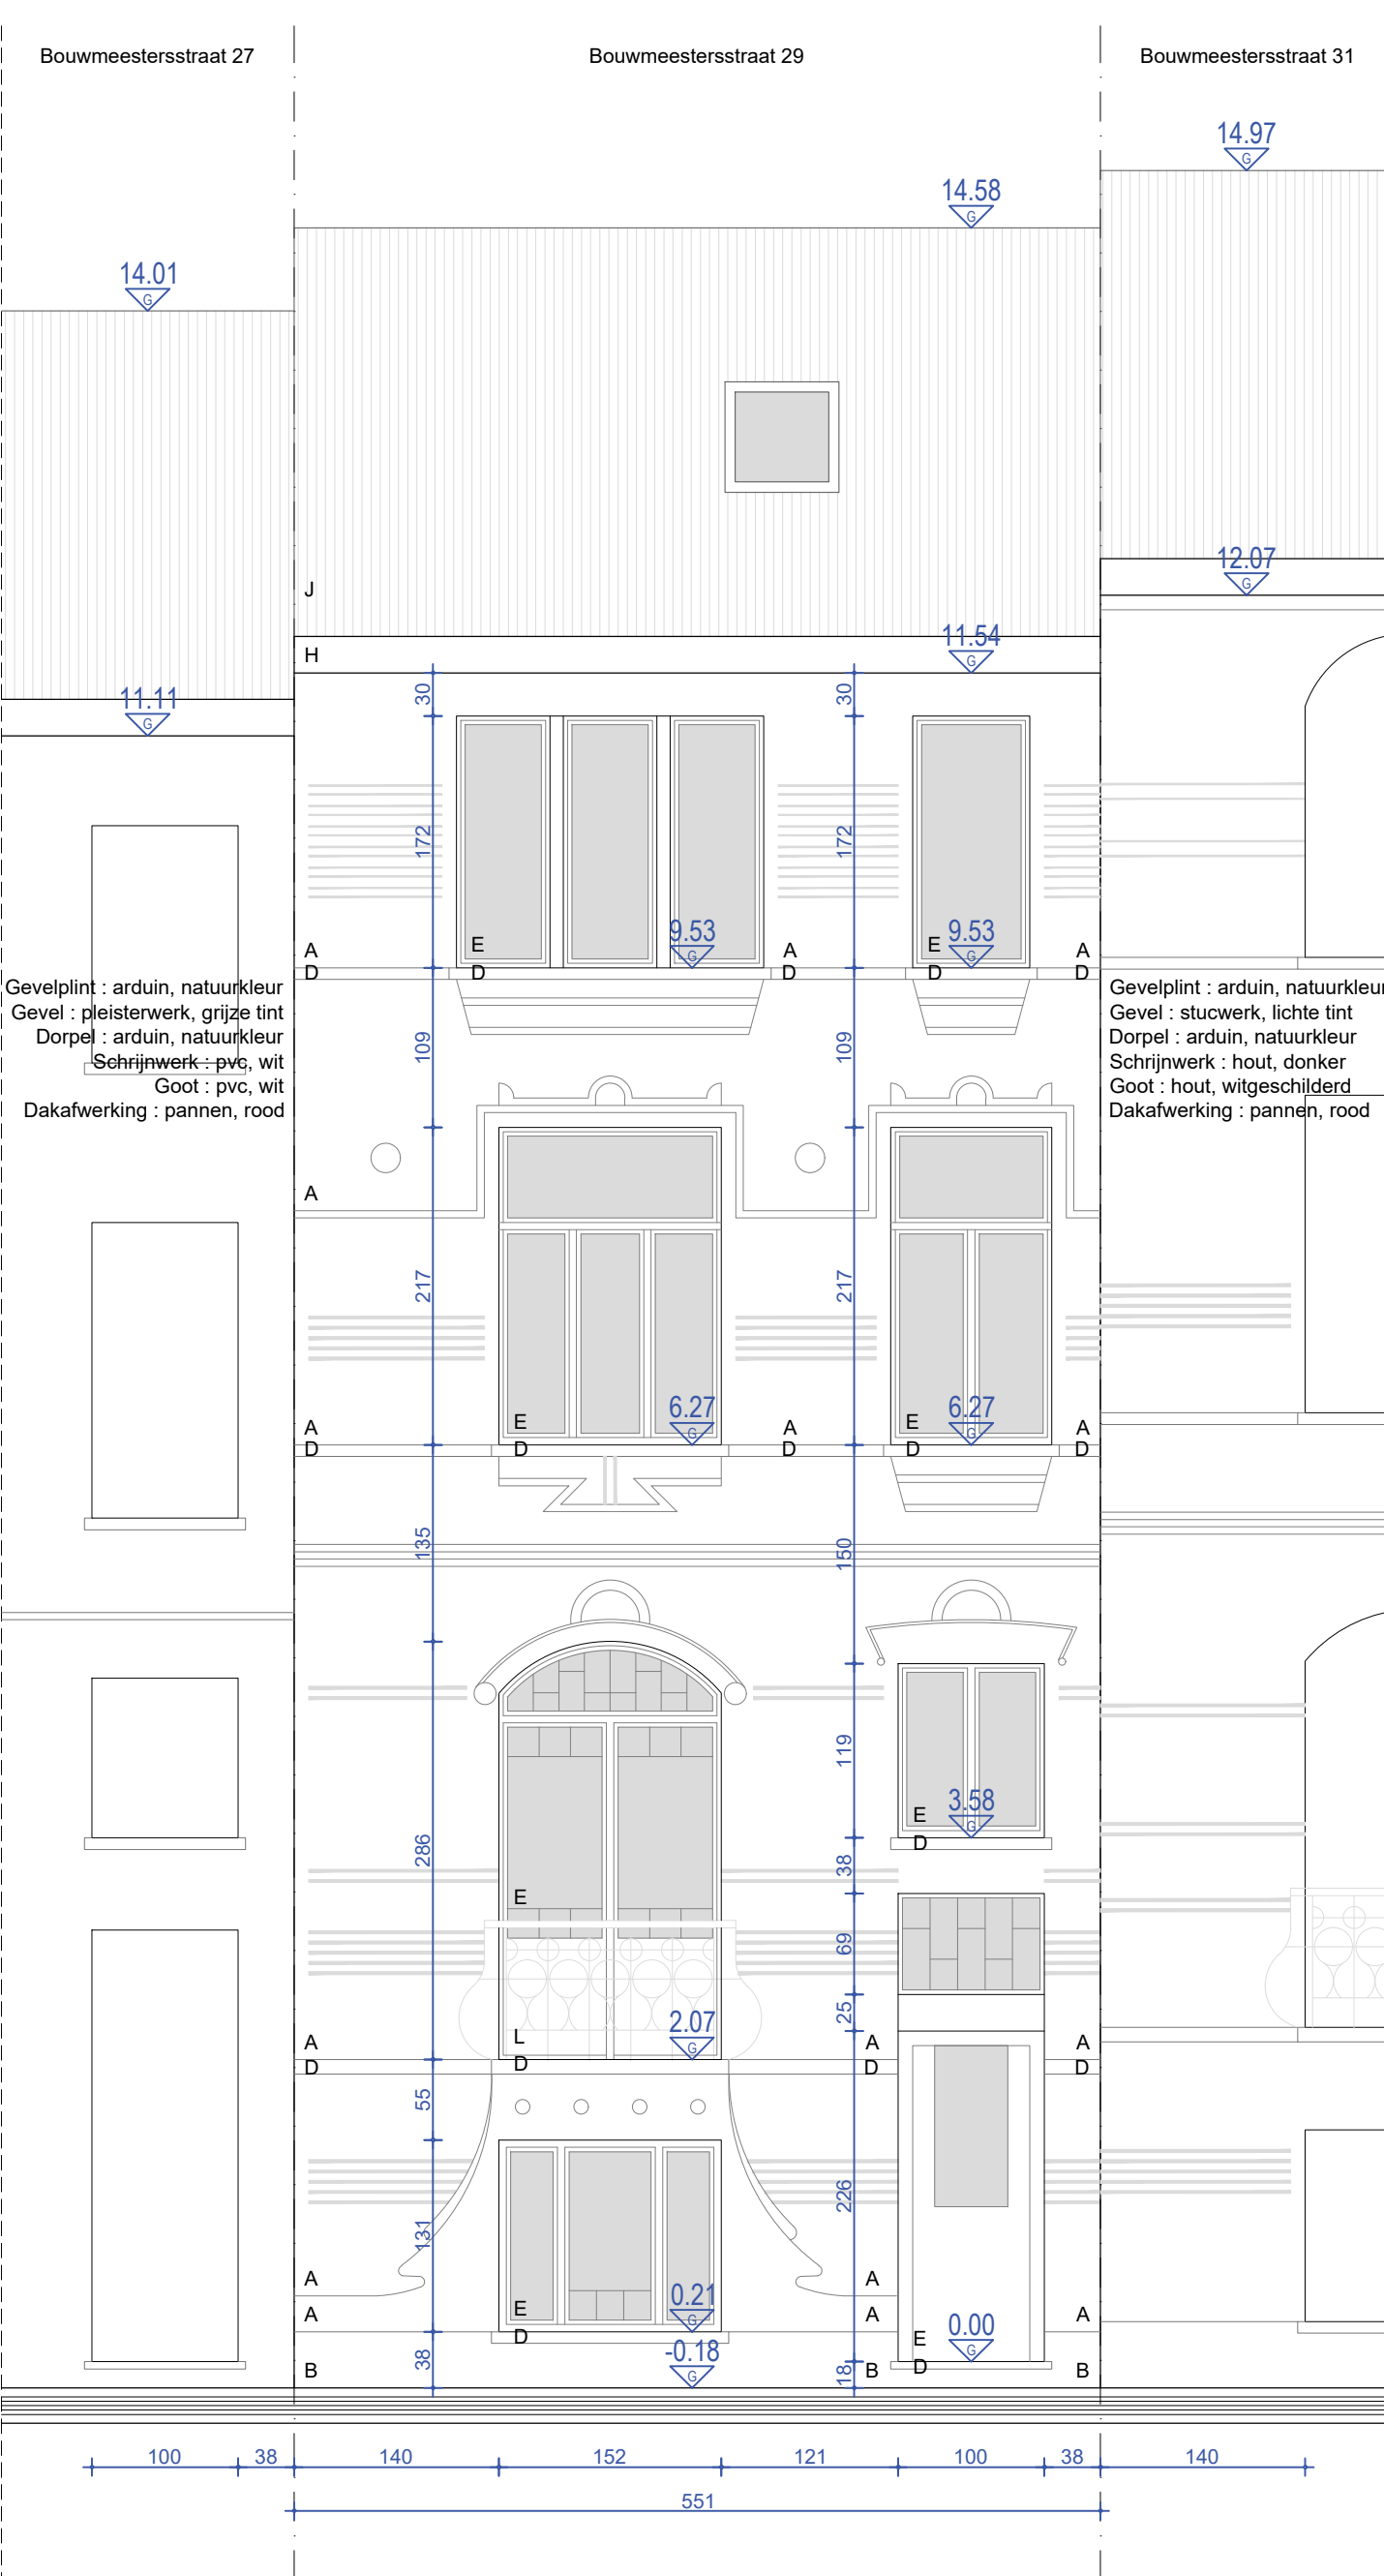 Bouwmeestersstraat 27 Bouwmeestersstraat 29 Bouwmeestersstraat 31
14.97
G
14.58
G
14.01
G
12.07
G
J
11.54
G
H
11.11
G
30 30
172 172
9.53 9.53
G G
A E A E A
D D D D D
Gevelplint : arduin, natuurkleur
Gevel : pleisterwerk, grijze tint
Dorpel : arduin, natuurkleur
Schrijnwerk : pvc, wit
Goot : pvc, wit
Dakafwerking : pannen, rood
Gevelplint : arduin, natuurkleur
Gevel : stucwerk, lichte tint
Dorpel : arduin, natuurkleur
Schrijnwerk : hout, donker
Goot : hout, witgeschilderd
Dakafwerking : pannen, rood
109 109
A
217 217
6.27 6.27
G G
A E A E A
D D D D D
135 150
119
3.58
G
E
D
286 38
E
69
25
2.07
G
A L A A
D D D D
55
226
131
A A
0.21
G
A E A A
0.00
G
D E
D
-0.18
G
38 18
B B B
100 38 140 152 121 100 38 140
551